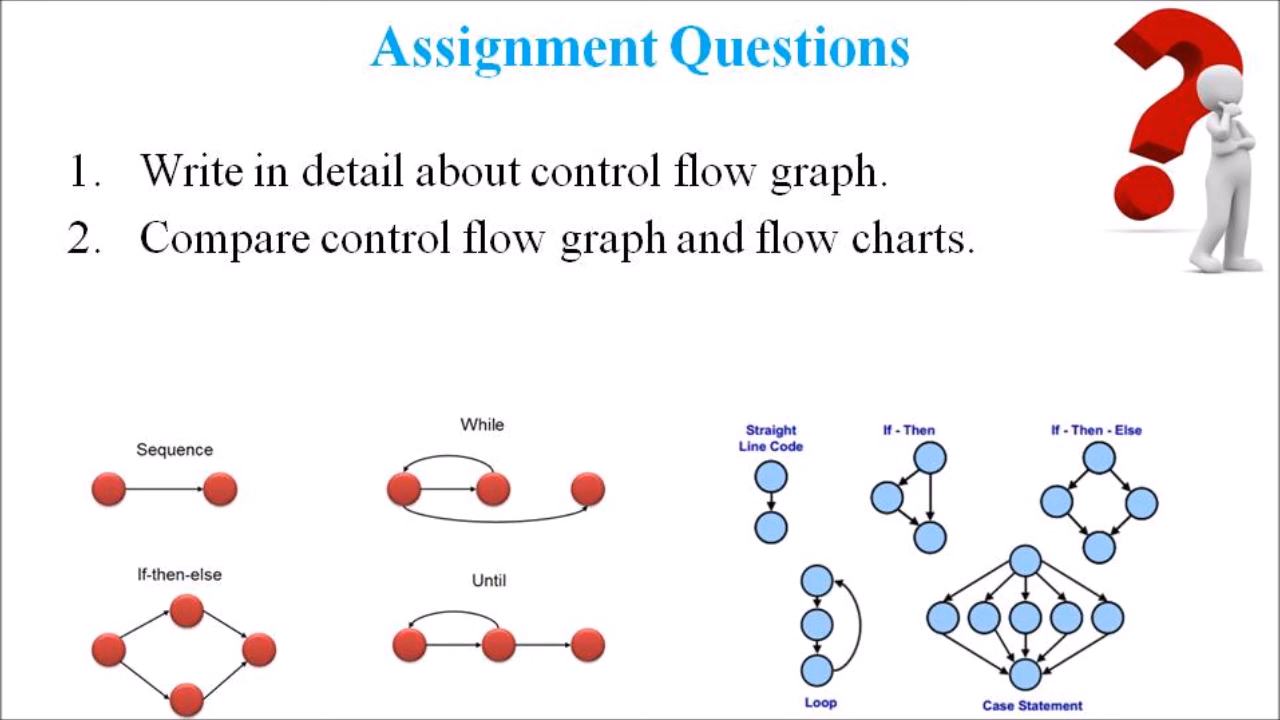 Assignment Questions
1. Write in detail about control flow graph.
2. Compare control flow graph and flow charts.
Sequence
While
If-then-else
Until
Straight
Line Code
If - Then
If - Then - Else
Loop
Case Statement